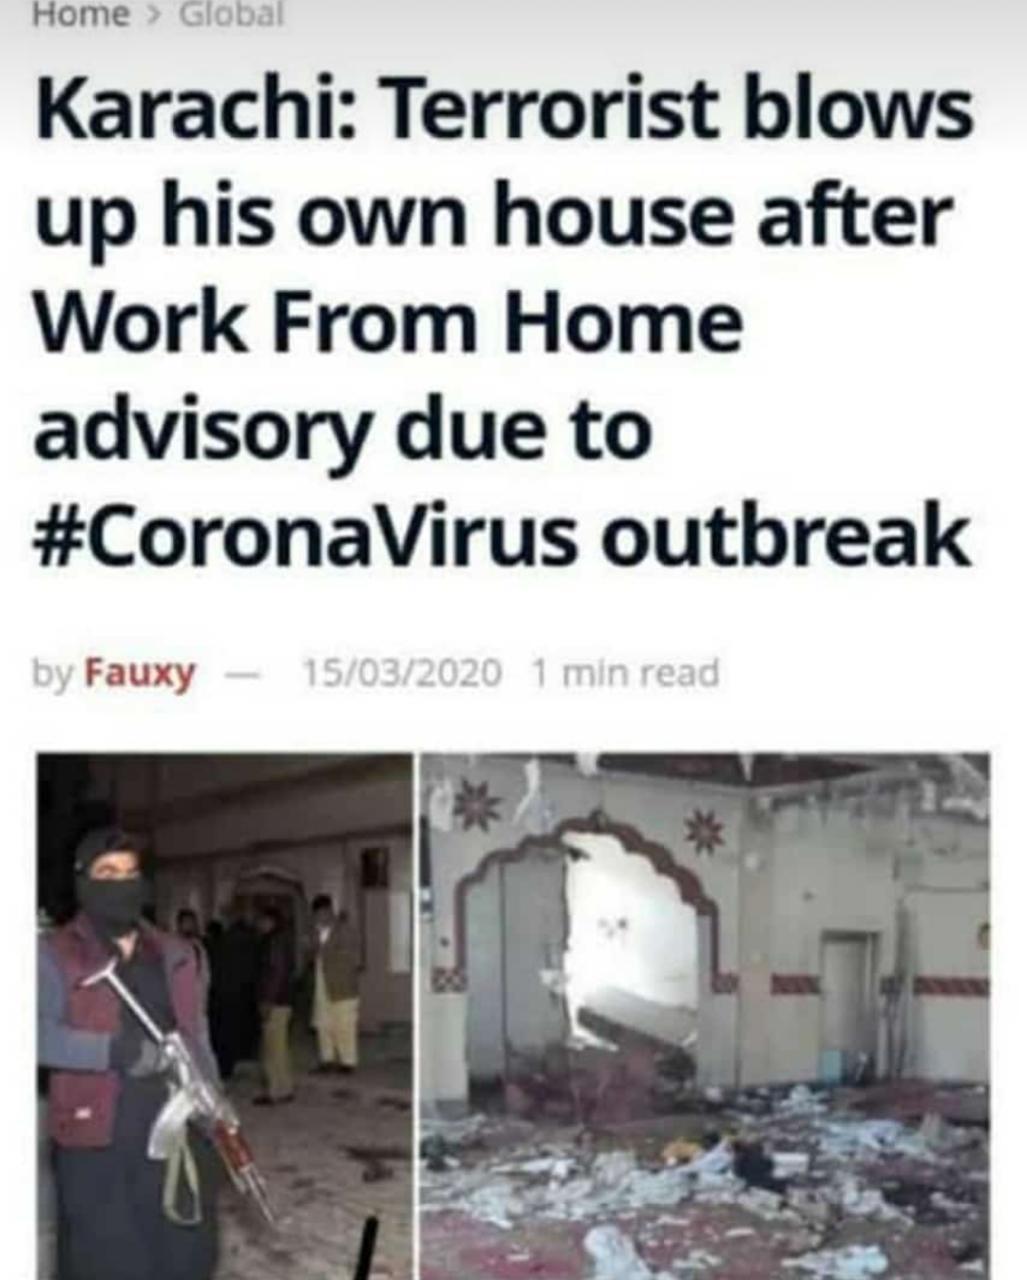 Home > Global
Karachi: Terrorist blows
up his own house after
Work From Home
advisory due to
#CoronaVirus outbreak
by Fauxy — 15/03/2020 1 min read